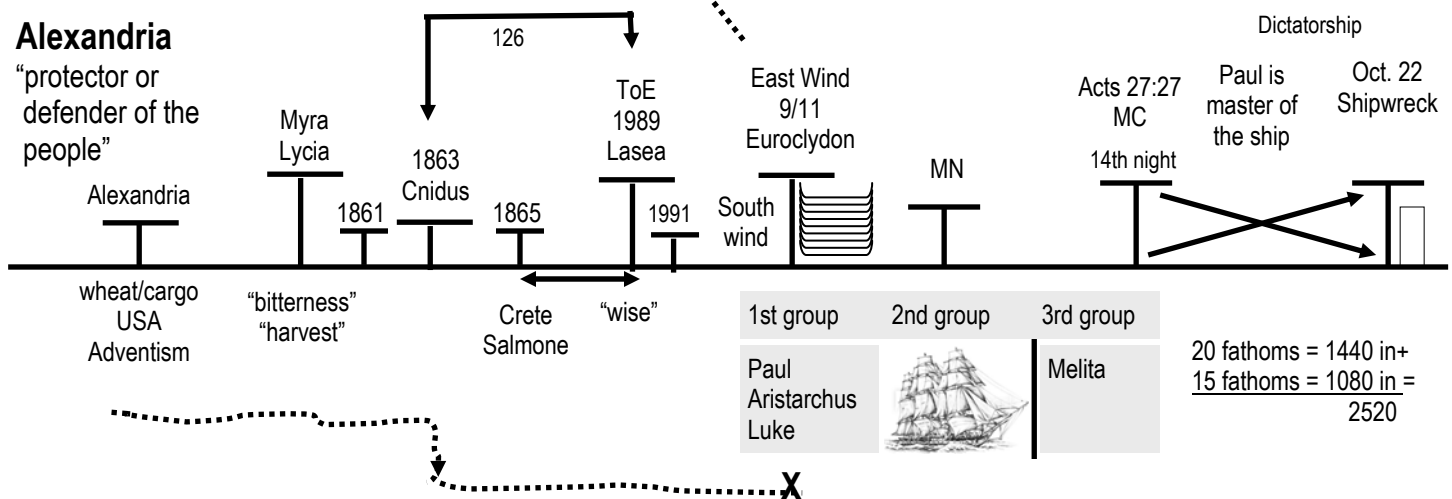 Alexandria
“protector or
defender of the
people”
Alexandria
wheat/cargo
USA
Adventism
Myra
Lycia
“bitterness”
“harvest”
1861
126
1863
Cnidus
1865
Crete
Salmone
ToE
1989
Lasea
“wise”
1991
South
wind
East Wind
9/11
Euroclydon
MN
Acts 27:27
MC
14th night
Dictatorship
Paul is
master of
the ship
Oct. 22
Shipwreck
1st group
2nd group
3rd group
Paul
Aristarchus
Luke
Melita
20 fathoms = 1440 in+
15 fathoms = 1080 in =
2520
X